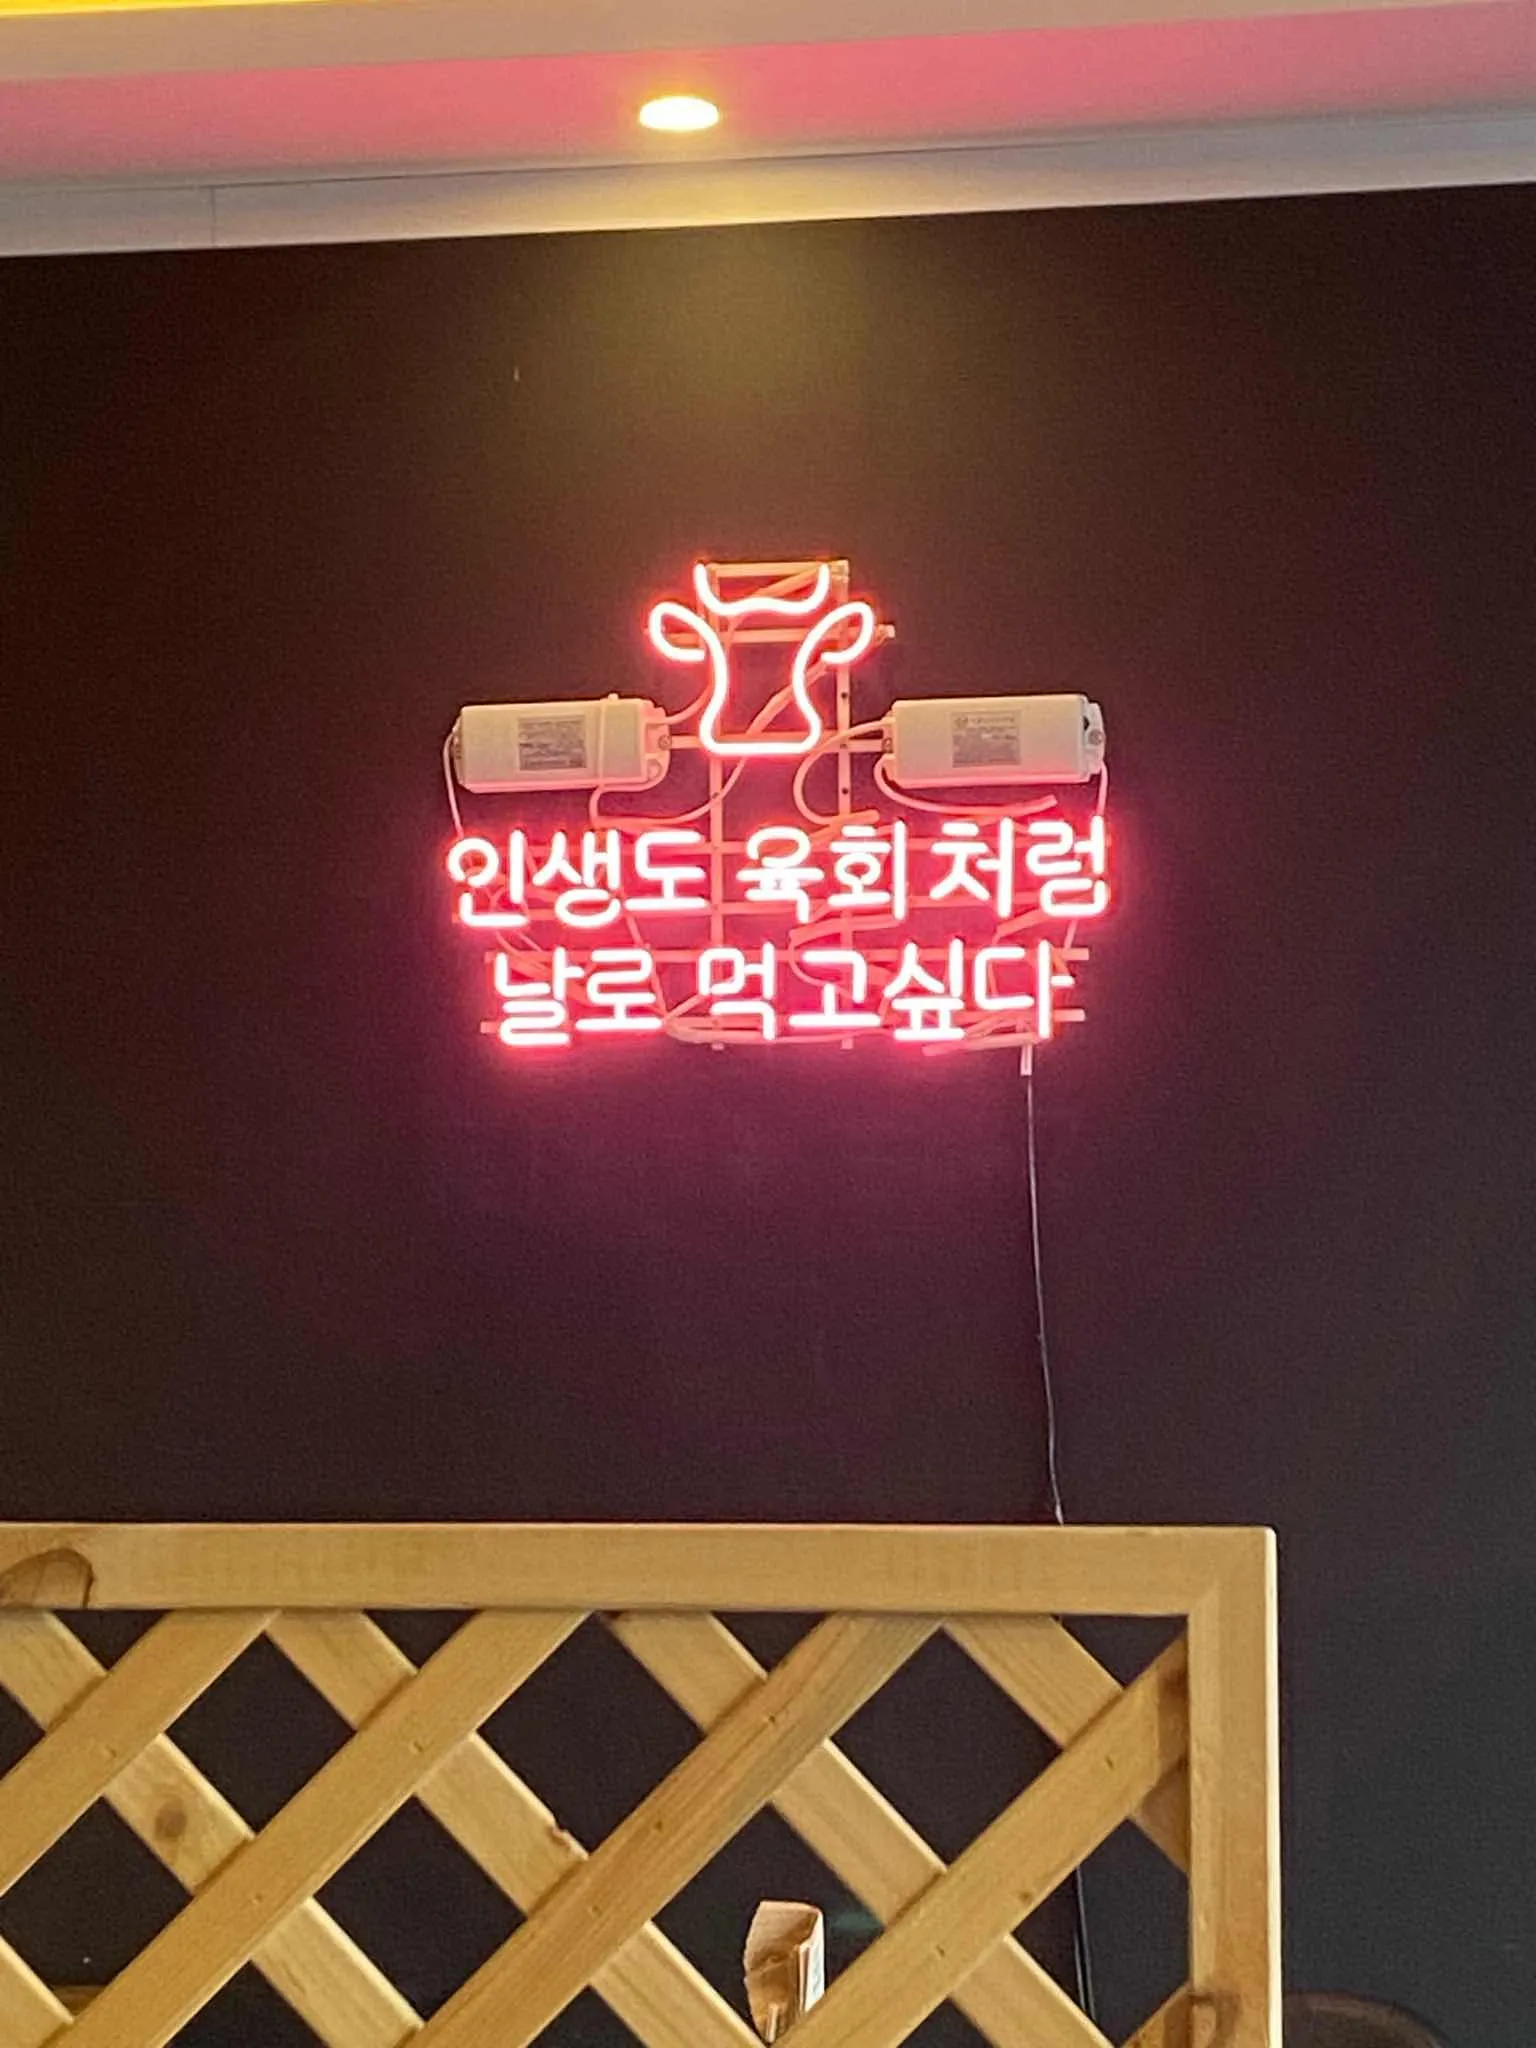 인생도 육회처럼
날로 먹고싶다